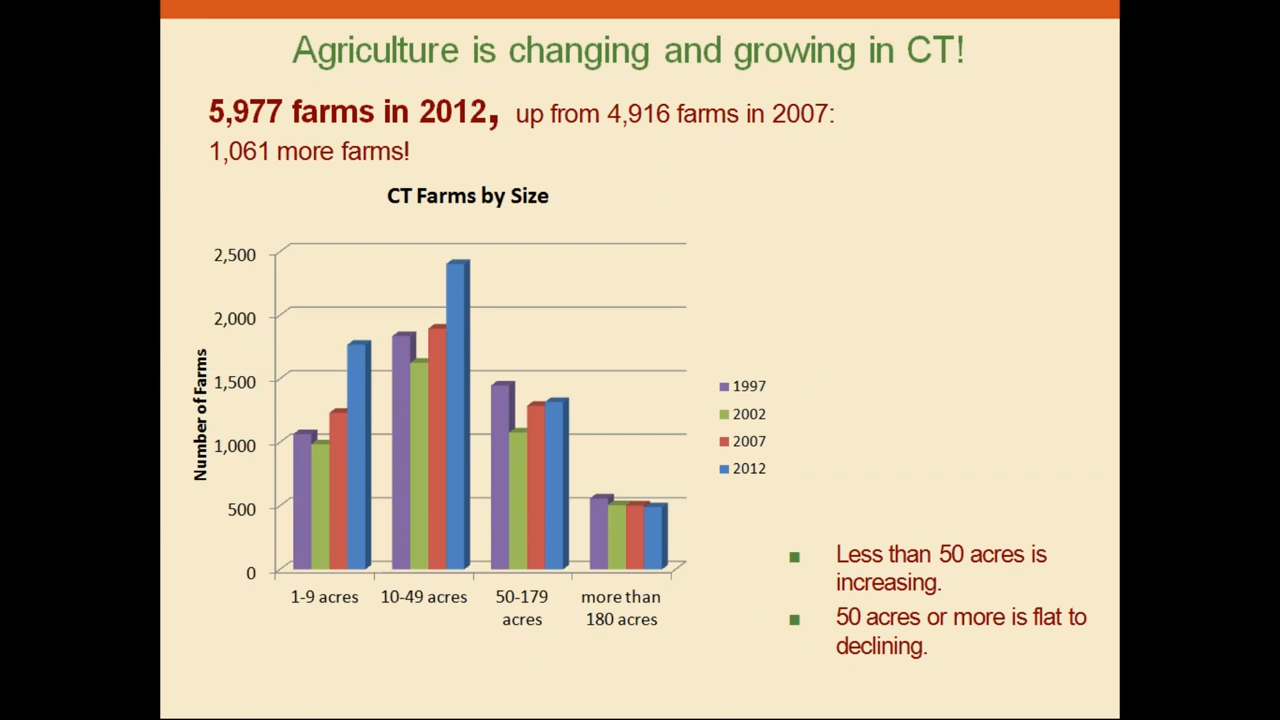 Agriculture is changing and growing in CT!
5,977 farms in 2012, up from 4,916 farms in 2007:
1,061 more farms!
CT Farms by Size
2,500
2,000
1,500
1,000
500
0
Number of Farms
1-9 acres
10-49 acres
50-179
acres
more than
180 acres
1997
2002
2007
2012
Less than 50 acres is
increasing.
50 acres or more is flat to
declining.